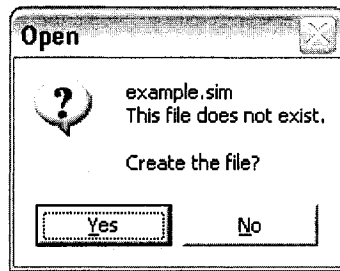 Open
example.sim
This file does not exist.
Create the file?
Yes
No